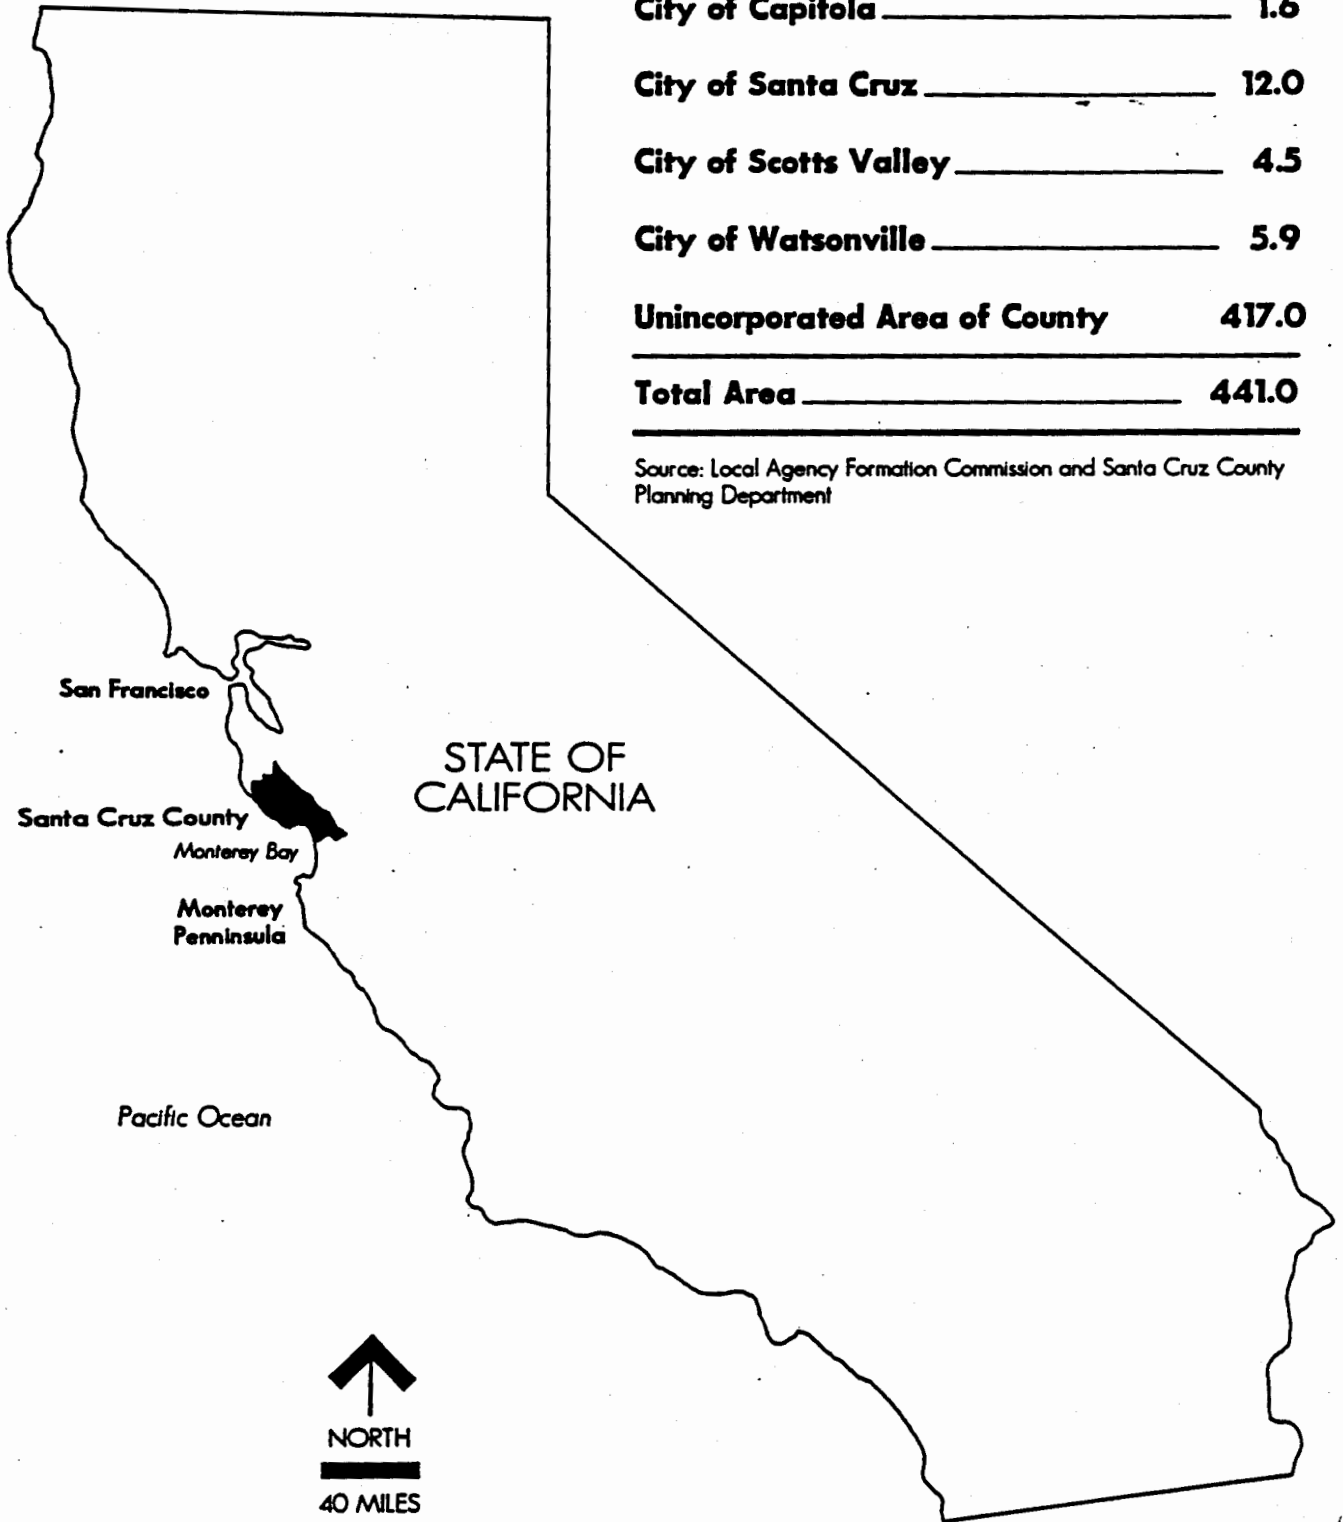 City of Capitola 1.6
City of Santa Cruz 12.0
City of Scotts Valley 4.5
City of Watsonville 5.9
Unincorporated Area of County 417.0
Total Area 441.0
Source: Local Agency Formation Commission and Santa Cruz County
Planning Department
San Francisco
STATE OF
CALIFORNIA
Santa Cruz County
Monterey Bay
Monterey
Penninsula
Pacific Ocean
NORTH
40 MILES